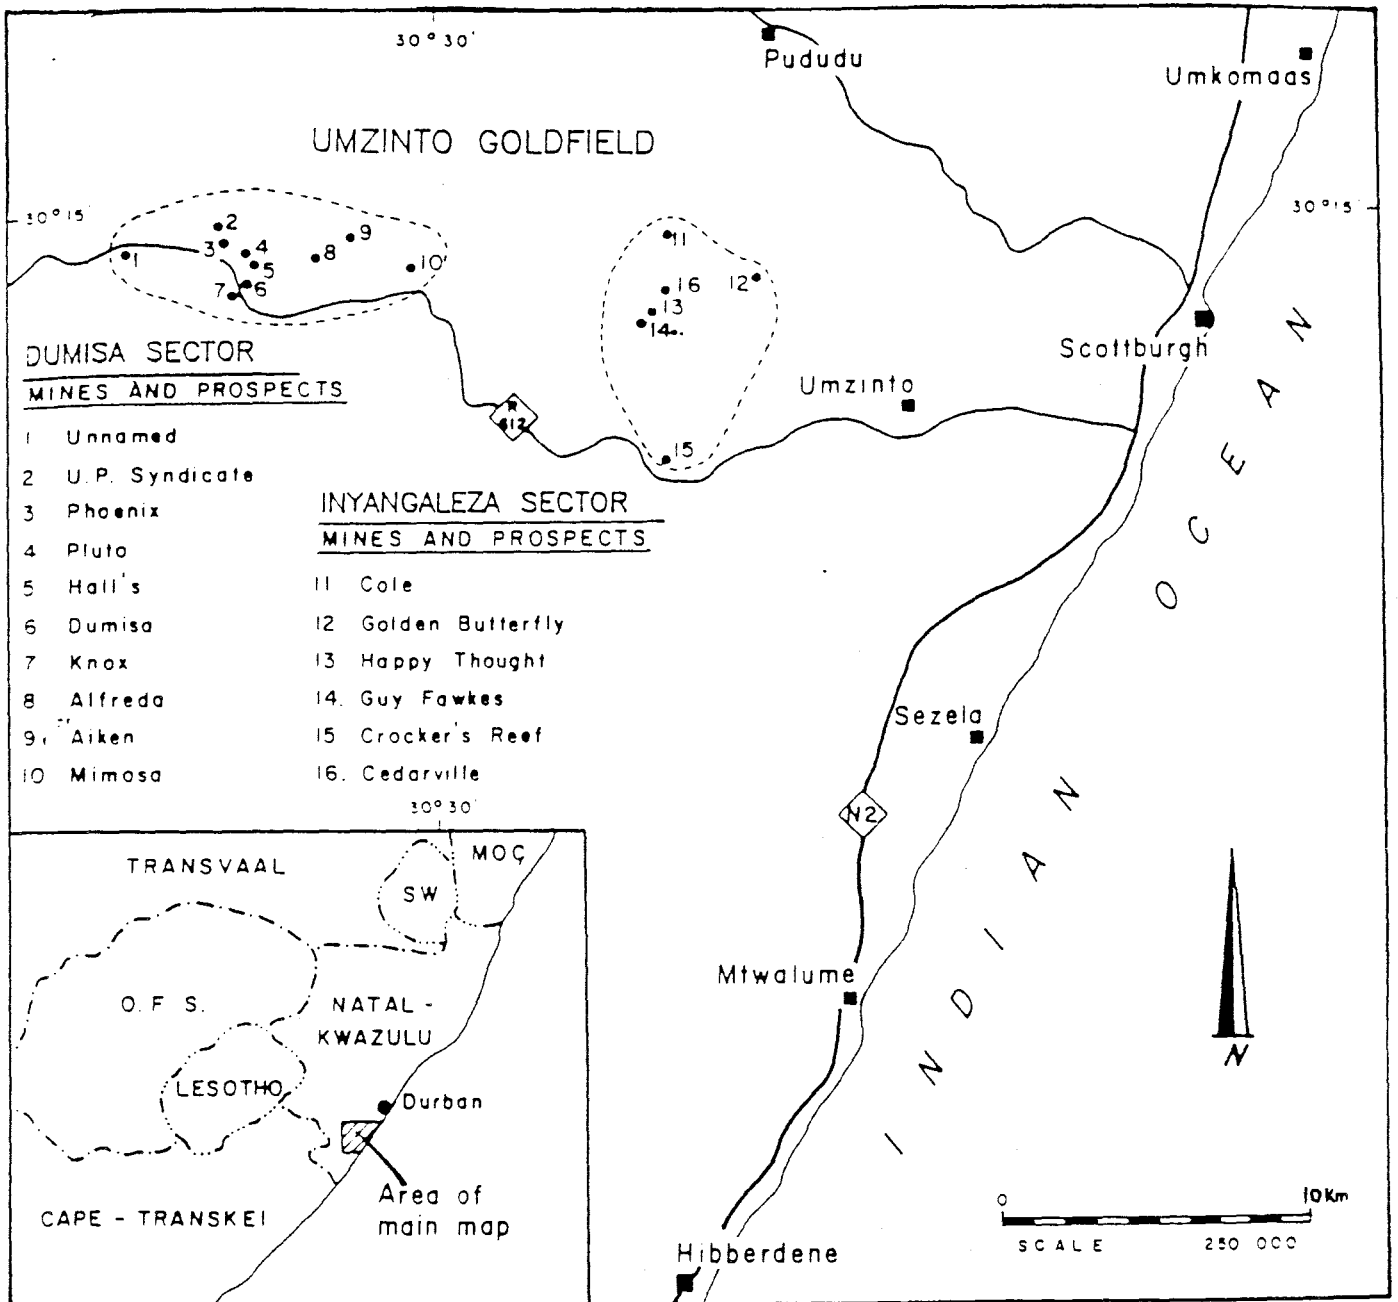 30°30'
Pududu
Umkomaas
UMZINTO GOLDFIELD
30°15'
30°15'
2
3
4
9
1
5
8
10
7
6
11
16
12
13
14
DUMISA SECTOR
MINES AND PROSPECTS
1 Unnamed
2 U.P. Syndicate
3 Phoenix
4 Pluto
5 Hall's
6 Dumisa
7 Knox
8 Alfreda
9 Aiken
10 Mimosa
Scottburgh
Umzinto
R
612
15
INYANGALEZA SECTOR
MINES AND PROSPECTS
11 Cole
12 Golden Butterfly
13 Happy Thought
14. Guy Fawkes
15 Crocker's Reef
16. Cedarville
30°30'
Sezela
N2
Mtwalume
Hibberdene
INDIAN OCEAN
N
0 10Km
SCALE 250 000
TRANSVAAL
MOÇ
SW
O.F.S.
NATAL-
KWAZULU
LESOTHO
Durban
Area of
main map
CAPE - TRANSKEI